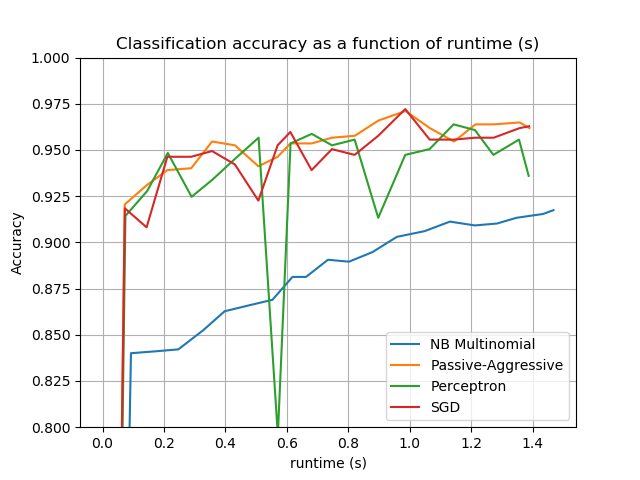 Classification accuracy as a function of runtime (s)
1.000
0.975
0.950
0.925
0.900
0.875
0.850
0.825
0.800
Accuracy
0.0 0.2 0.4 0.6 0.8 1.0 1.2 1.4
runtime (s)
NB Multinomial
Passive-Aggressive
Perceptron
SGD